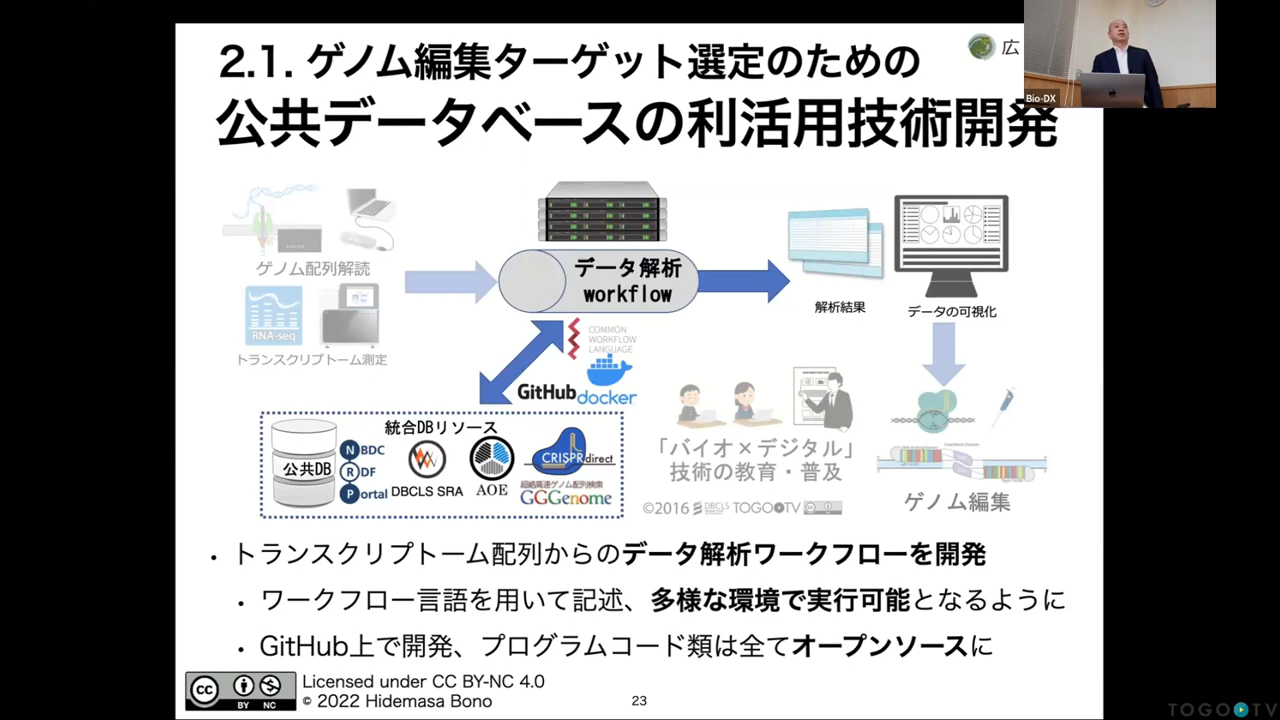 2.1. ゲノム編集ターゲット選定のための
公共データベースの利活用技術開発
広
Bio-DX
ゲノム配列解読
RNA-seq
トランスクリプトーム測定
データ解析
workflow
解析結果
データの可視化
COMMON
WORKFLOW
LANGUAGE
GitHub
docker
統合DBリソース
公共DB
NBDC
RDF
Portal
DBCLS SRA
AOE
CRISPRdirect
超絶高速ゲノム配列検索
GGGenome
「バイオ×デジタル」
技術の教育・普及
©2016 DBCLS TOGOTV
ゲノム編集
・トランスクリプトーム配列からのデータ解析ワークフローを開発
・ワークフロー言語を用いて記述、多様な環境で実行可能となるように
・GitHub上で開発、プログラムコード類は全てオープンソースに
CC BY NC
Licensed under CC BY-NC 4.0
© 2022 Hidemasa Bono
23
TOGOTV